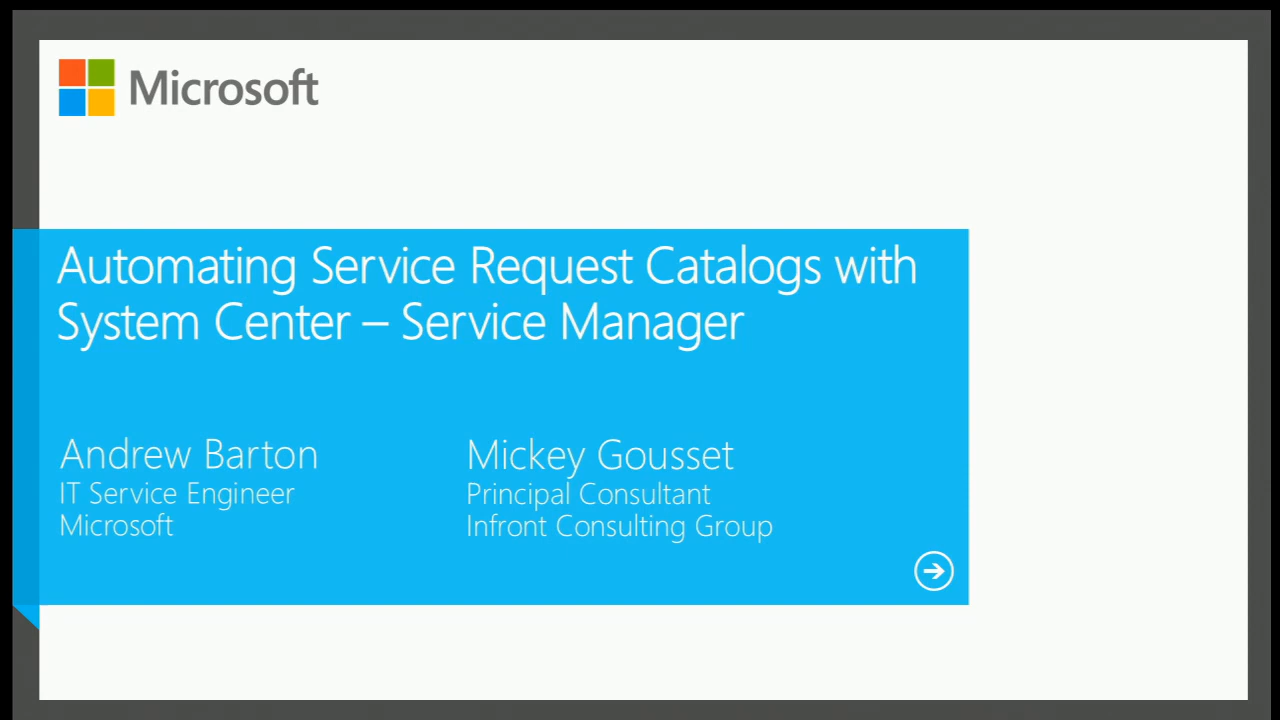 Microsoft
Automating Service Request Catalogs with
System Center – Service Manager
Andrew Barton
IT Service Engineer
Microsoft
Mickey Gousset
Principal Consultant
Infront Consulting Group